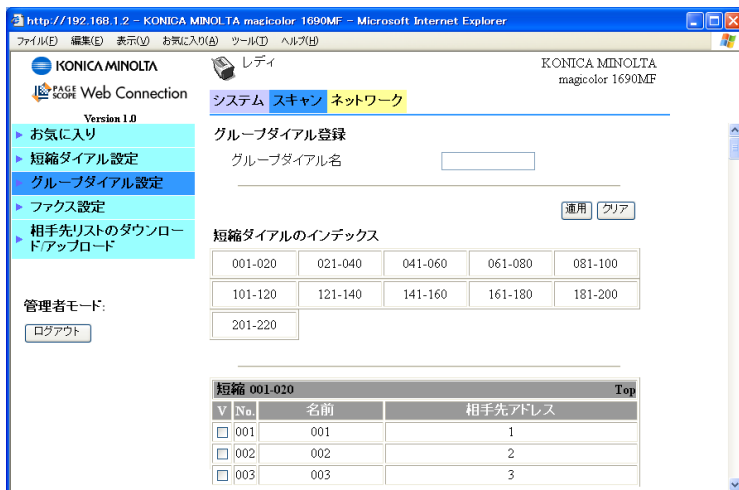 http://192.168.1.2 - KONICA MINOLTA magicolor 1690MF - Microsoft Internet Explorer
ファイル(F) 編集(E) 表示(V) お気に入り(A) ツール(T) ヘルプ(H)
KONICA MINOLTA
レディ
KONICA MINOLTA
magicolor 1690MF
PAGE SCOPE Web Connection
Version 1.0
システム スキャン ネットワーク
お気に入り
短縮ダイアル設定
グループダイアル設定
ファクス設定
相手先リストのダウンロー
ド/アップロード
管理者モード:
ログアウト
グループダイアル登録
グループダイアル名
適用 クリア
短縮ダイアルのインデックス
001-020 021-040 041-060 061-080 081-100
101-120 121-140 141-160 161-180 181-200
201-220
短縮 001-020 Top
V No. 名前 相手先アドレス
001 001 1
002 002 2
003 003 3